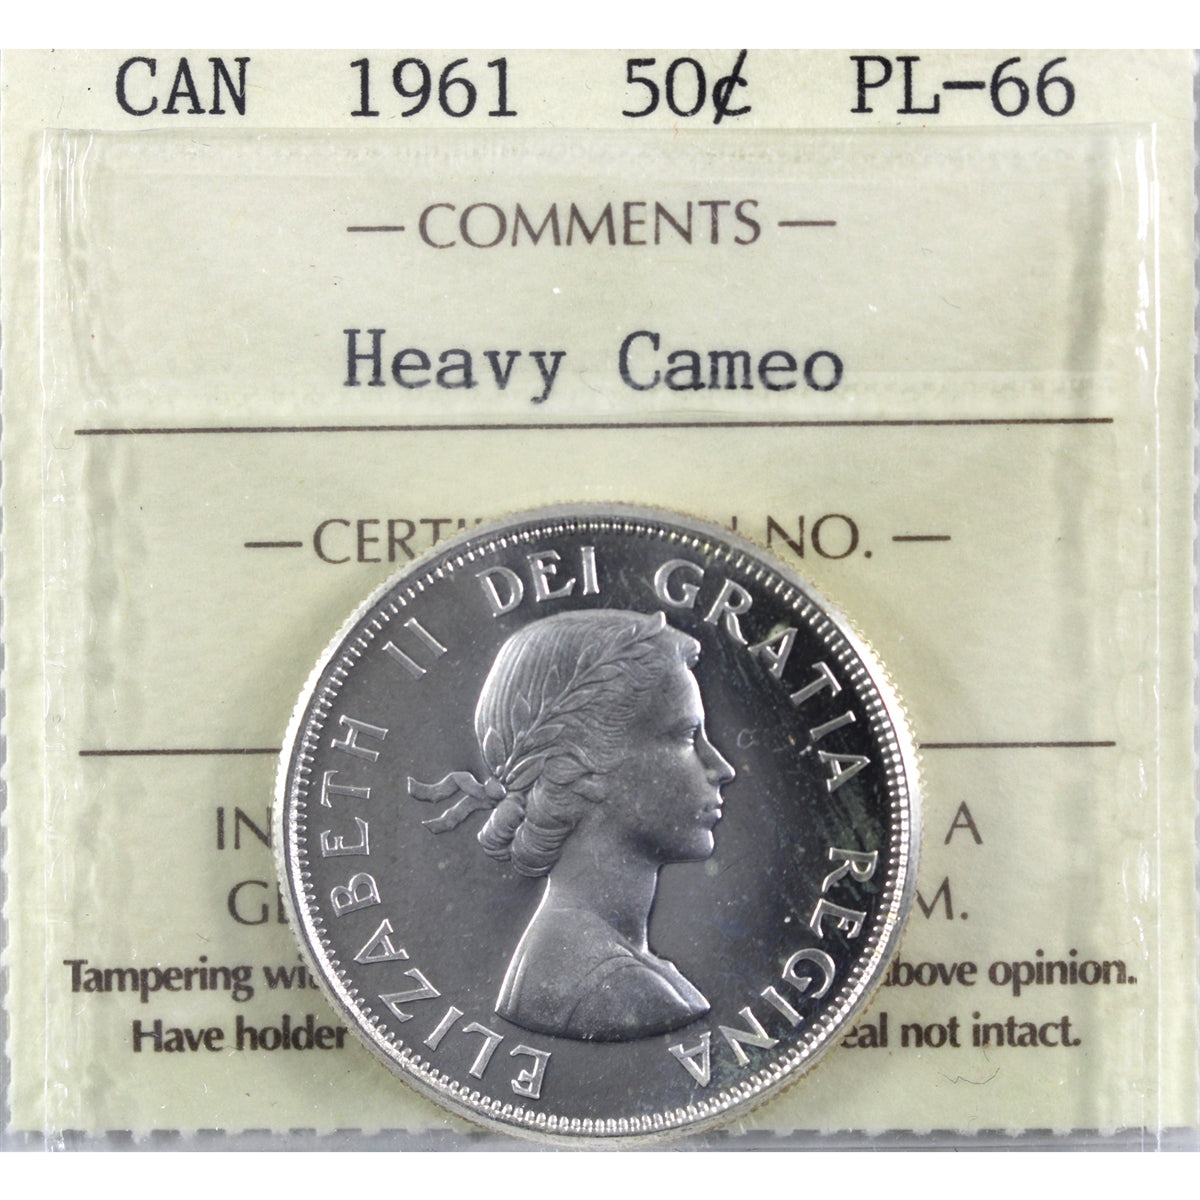 CAN 1961 50¢ PL-66
— COMMENTS —
Heavy Cameo
— CERTI NO. —
IN A
GE M.
Tampering wi above opinion.
Have holder eal not intact.
ELIZABETH II DEI GRATIA REGINA